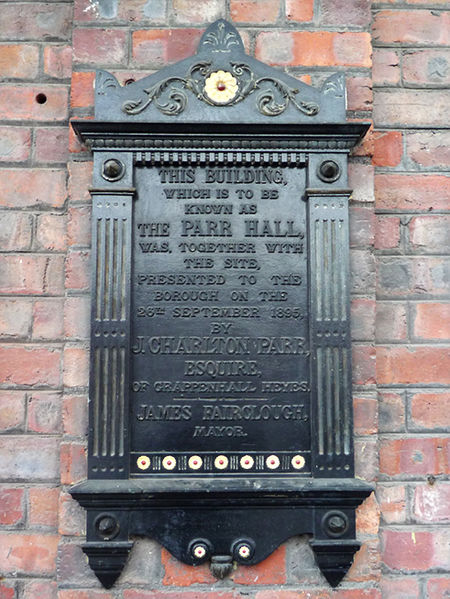 THIS BUILDING,
WHICH IS TO BE
KNOWN AS
THE PARR HALL,
WAS, TOGETHER WITH
THE SITE,
PRESENTED TO THE
BOROUGH ON THE
26TH SEPTEMBER 1895,
BY
J. CHARLTON PARR,
ESQUIRE,
OF GRAPPENHALL HEYES.
JAMES FAIRCLOUGH,
MAYOR.